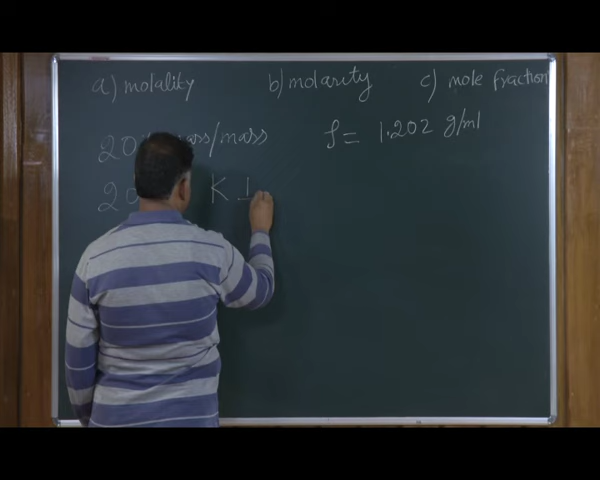 a) molality b) molarity c) mole fraction
20 mass/mass ρ = 1.202 g/ml
20 K I